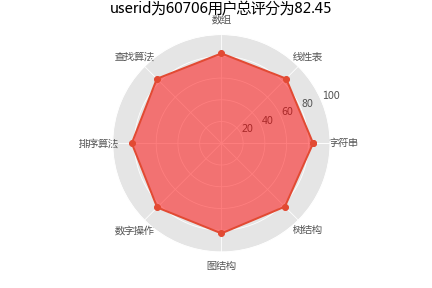 userid为60706用户总评分为82.45
数组
查找算法
线性表
100
80
60
40
20
排序算法
字符串
数字操作
树结构
图结构